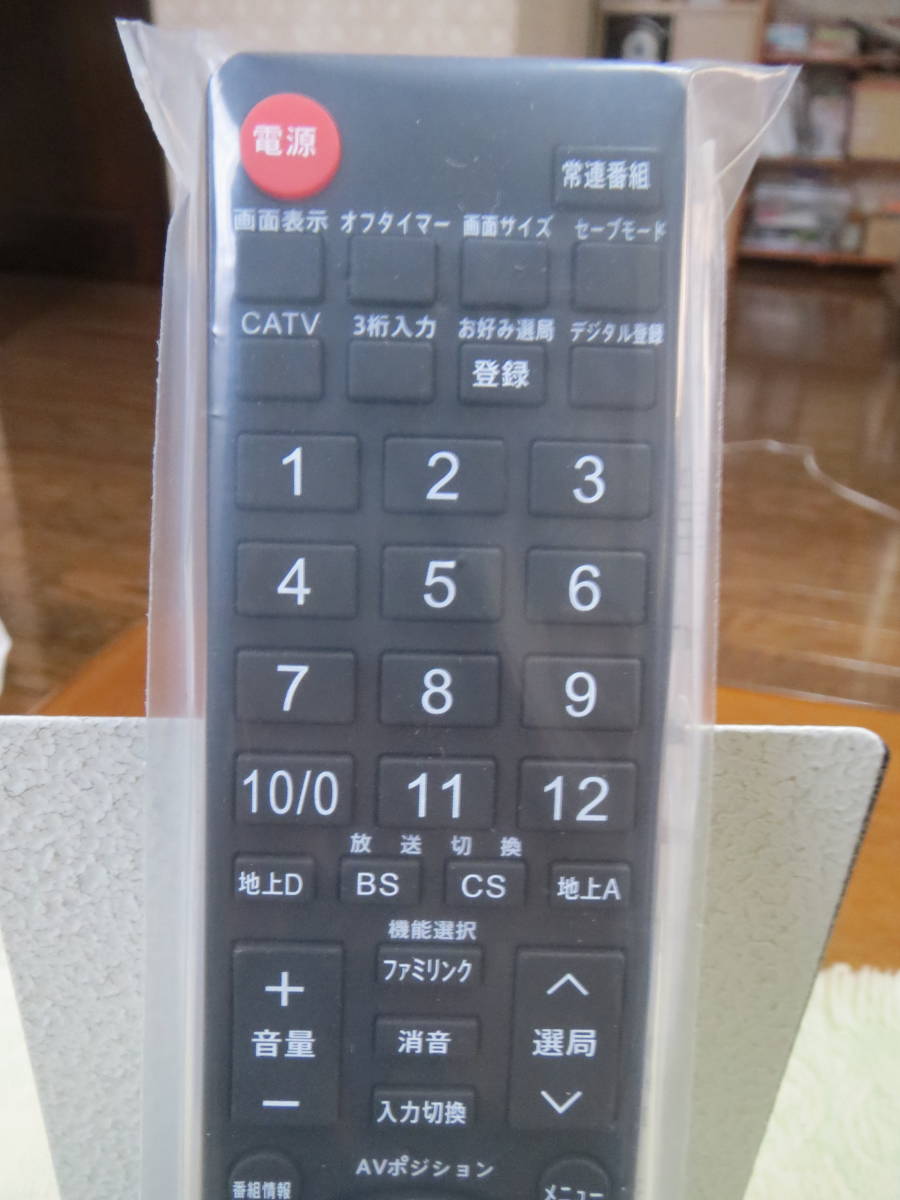 電源
常連番組
画面表示 オフタイマー 画面サイズ セーブモード
CATV 3桁入力 お好み選局 デジタル登録
登録
1 2 3
4 5 6
7 8 9
10/0 11 12
放送切換
地上D BS CS 地上A
機能選択
ファミリンク
+ ∧
音量 消音 選局
− ∨
入力切換
AVポジション
番組情報 メニュー